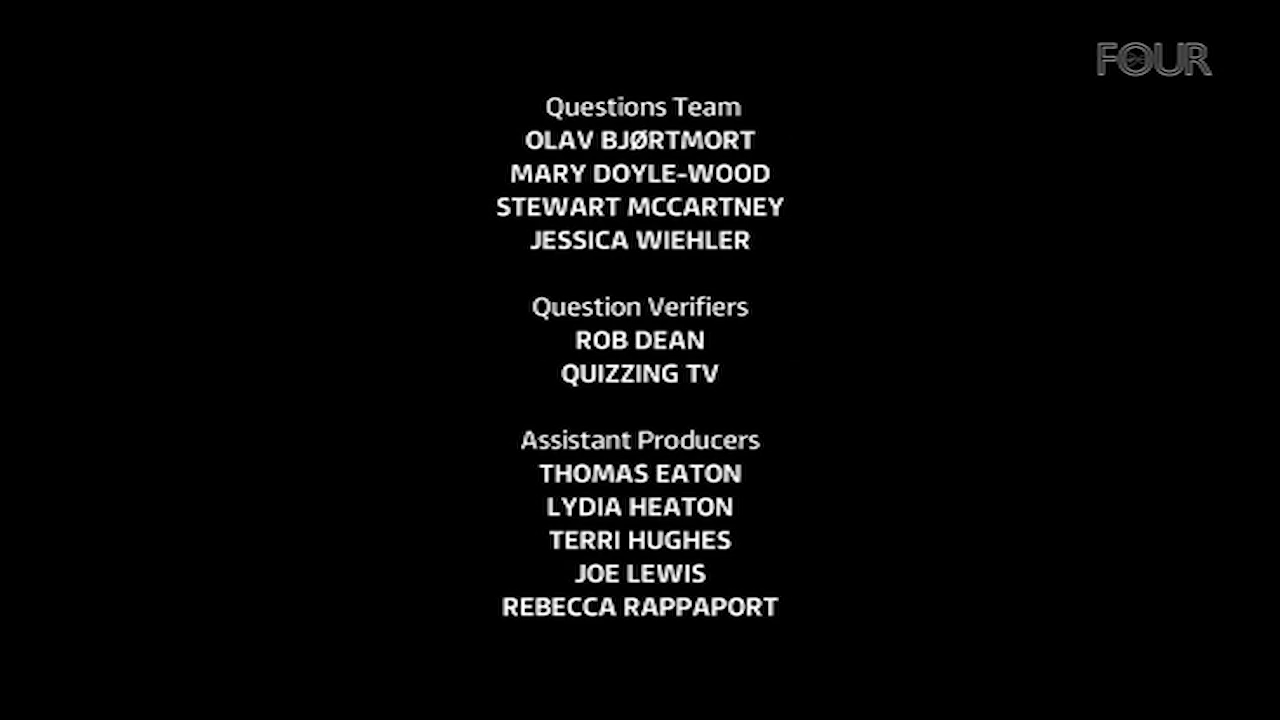 FOUR
Questions Team
OLAV BJØRTMORT
MARY DOYLE-WOOD
STEWART MCCARTNEY
JESSICA WIEHLER
Question Verifiers
ROB DEAN
QUIZZING TV
Assistant Producers
THOMAS EATON
LYDIA HEATON
TERRI HUGHES
JOE LEWIS
REBECCA RAPPAPORT